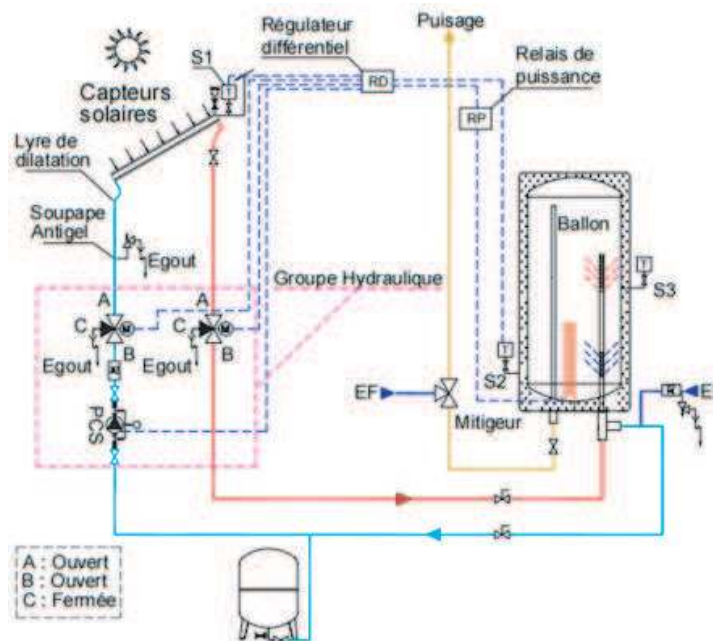 Puisage
Régulateur
différentiel
S1
Relais de
puissance
Capteurs
solaires
RD
RP
Lyre de
dilatation
Soupape
Antigel
Egout
Ballon
Groupe Hydraulique
S3
A
A
C
M
C
M
Egout
B
Egout
B
T
T
T
S2
EF
E
PCS
Mitigeur
A : Ouvert
B : Ouvert
C : Fermée